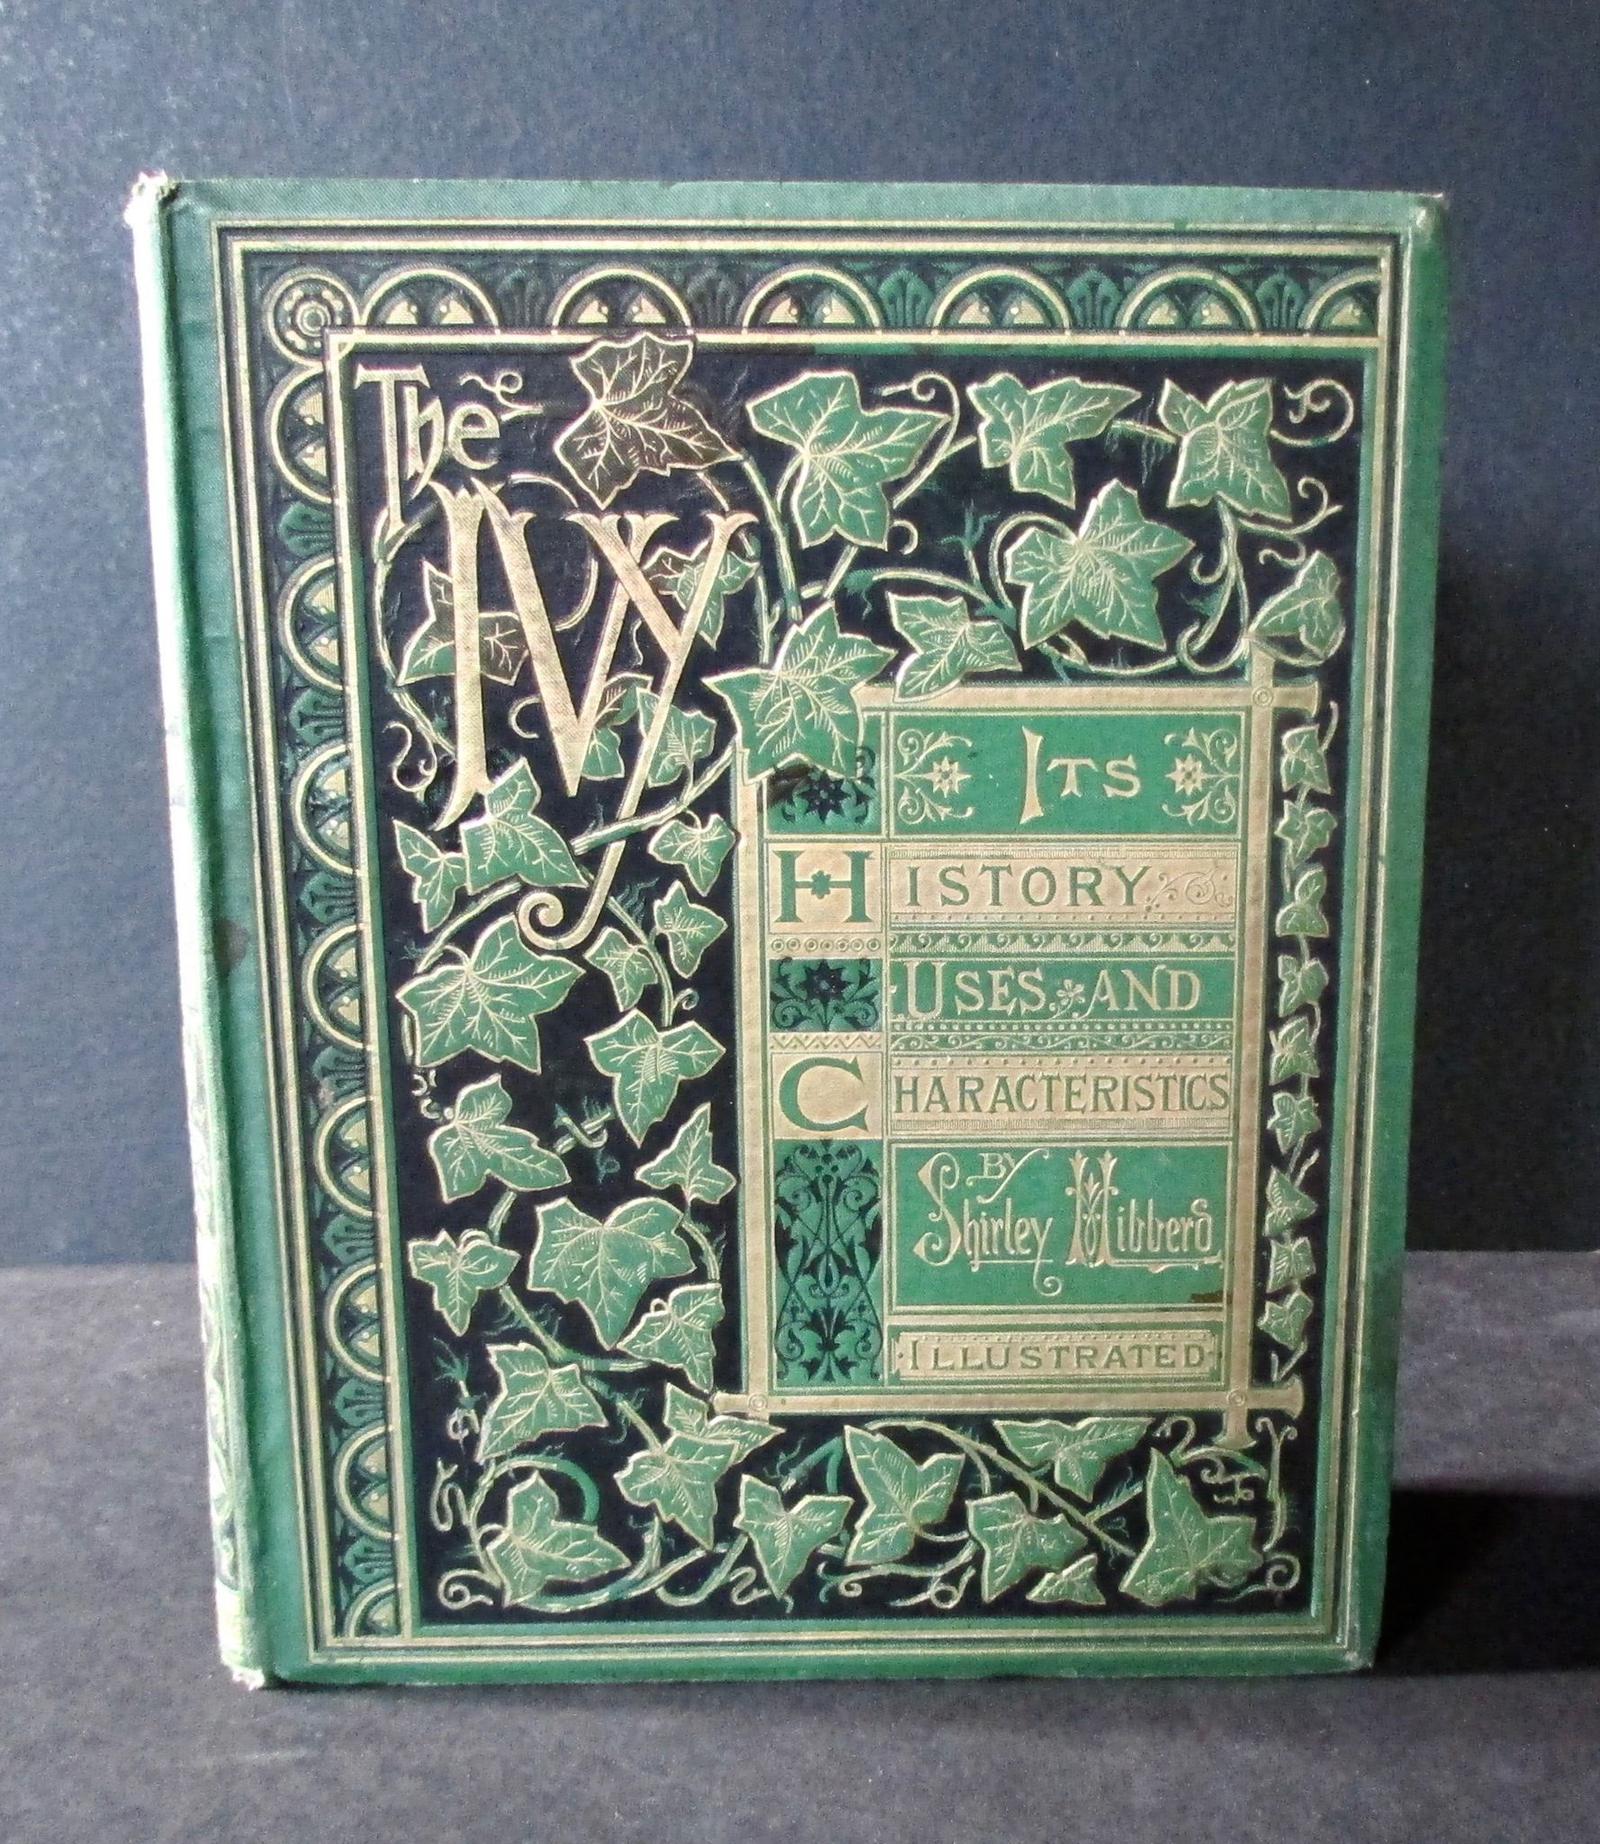 The
IVY
ITS
HISTORY
USES AND
CHARACTERISTICS
BY
Shirley Hibberd
ILLUSTRATED